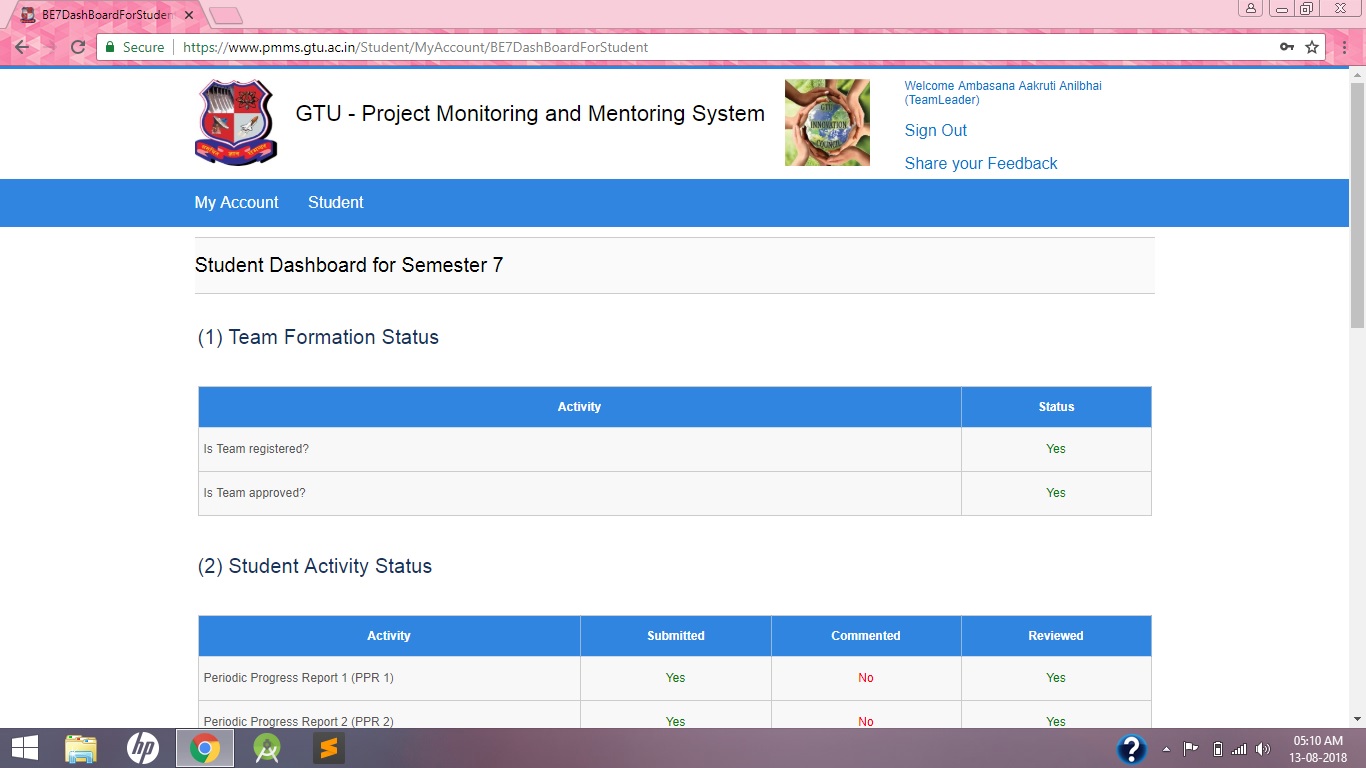 BE7DashBoardForStuden
Secure
https://www.pmms.gtu.ac.in/Student/MyAccount/BE7DashBoardForStudent
GTU - Project Monitoring and Mentoring System
GTU
INNOVATION
COUNCIL
Welcome Ambasana Aakruti Anilbhai
(TeamLeader)
Sign Out
Share your Feedback
My Account Student
Student Dashboard for Semester 7
(1) Team Formation Status
Activity Status
Is Team registered? Yes
Is Team approved? Yes
(2) Student Activity Status
Activity Submitted Commented Reviewed
Periodic Progress Report 1 (PPR 1) Yes No Yes
Periodic Progress Report 2 (PPR 2) Yes No Yes
hp
05:10 AM
13-08-2018